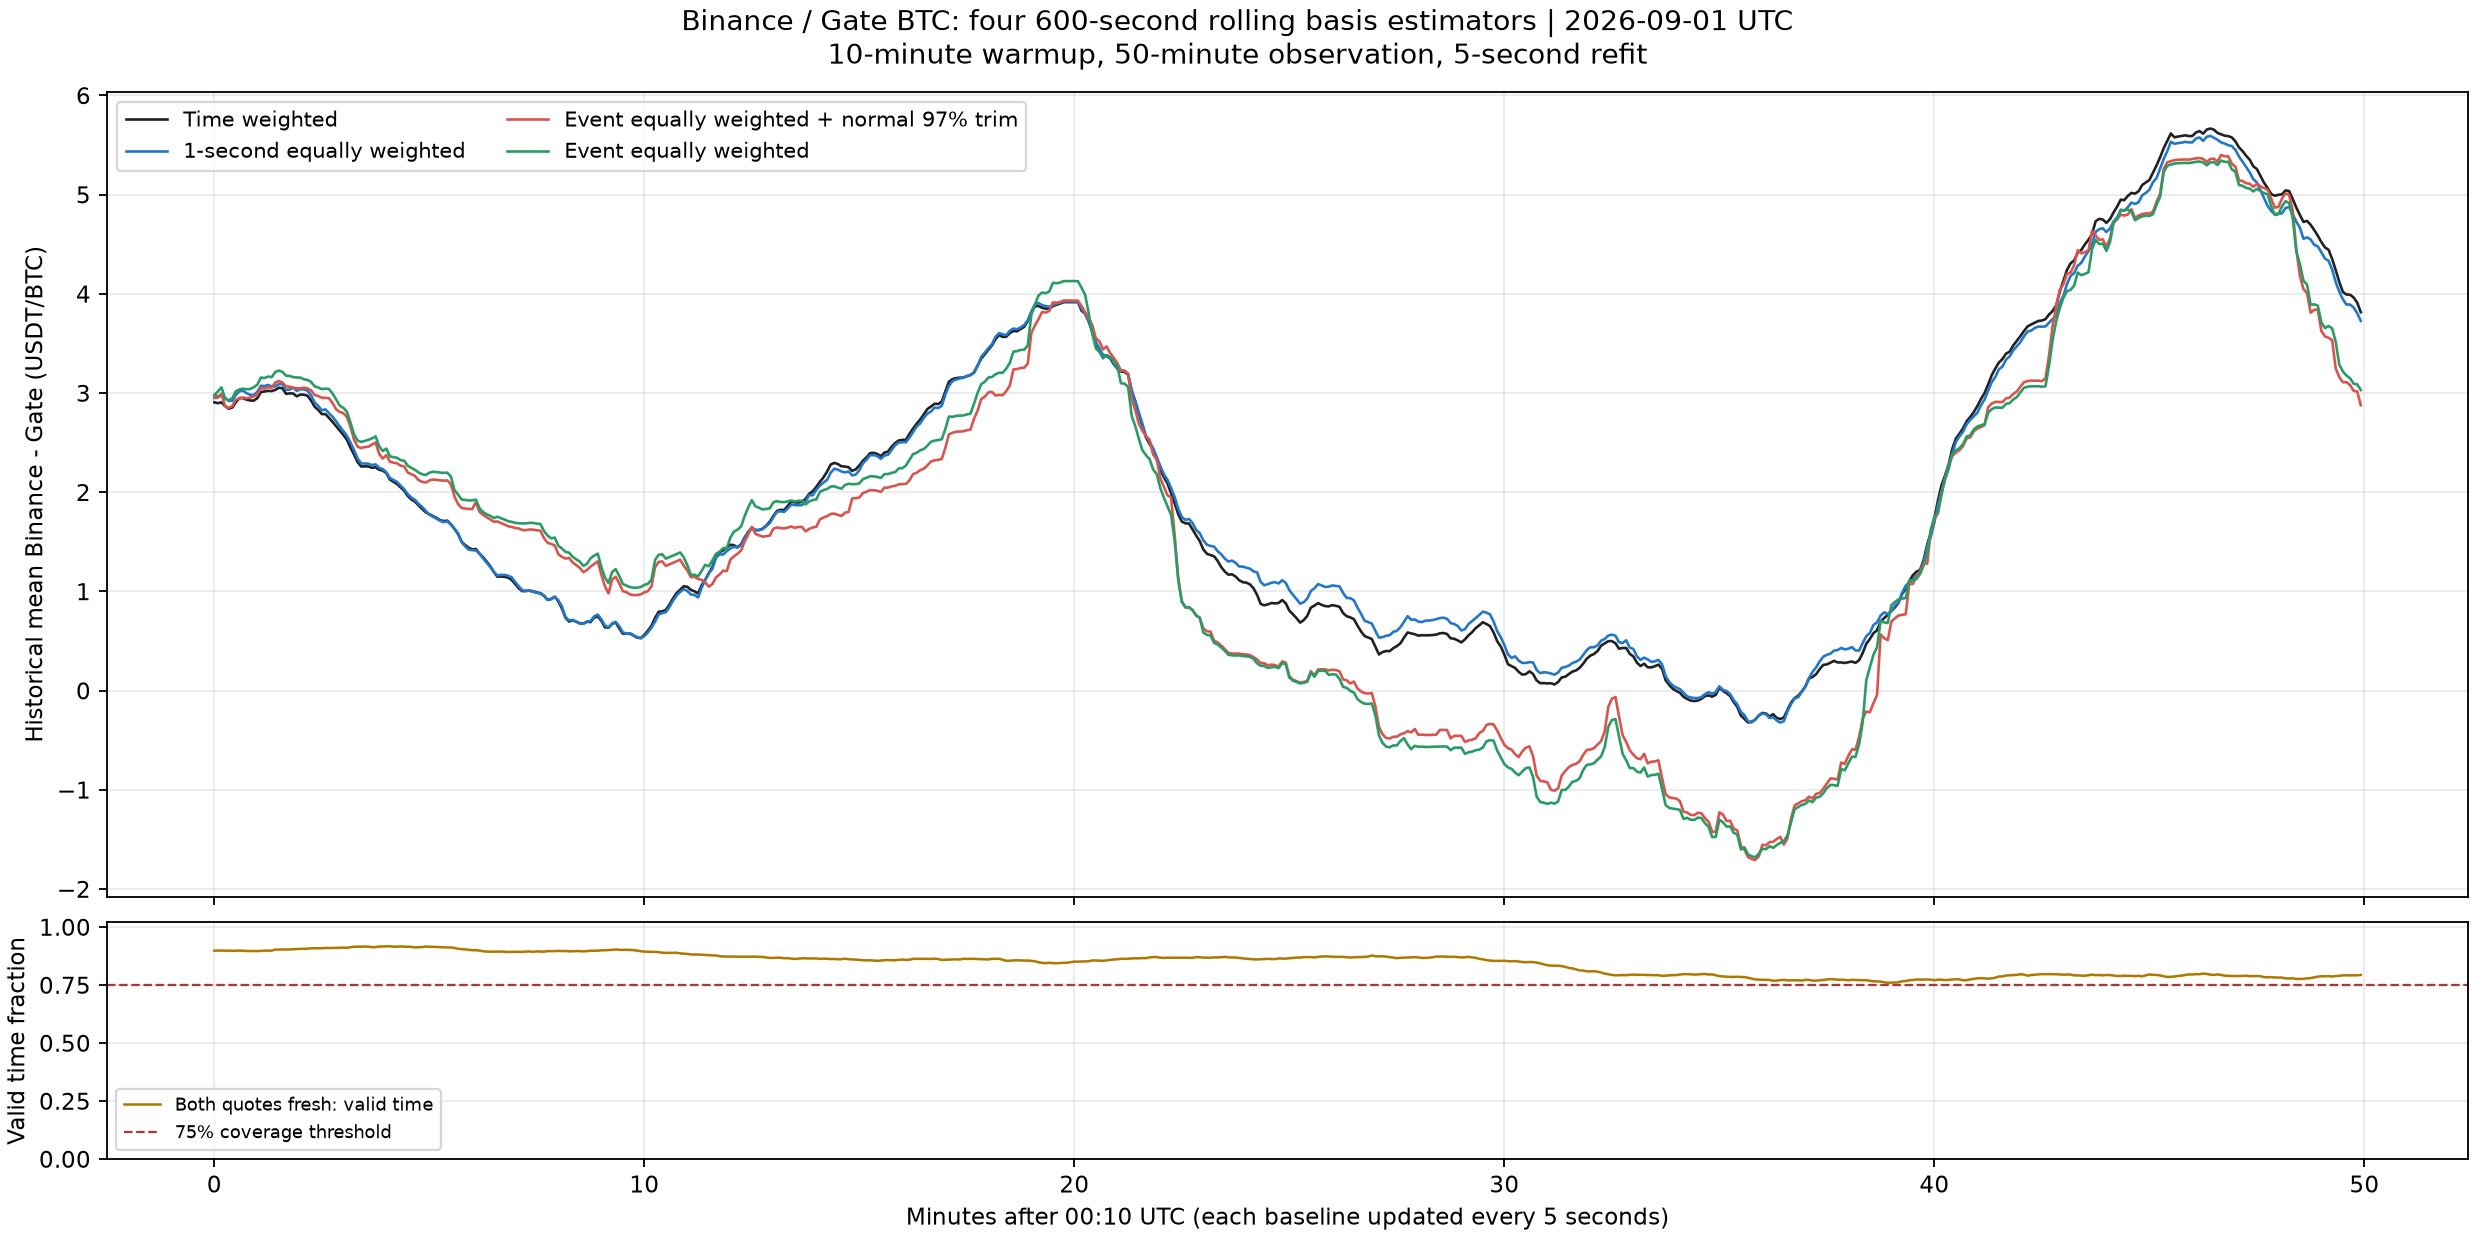 Binance / Gate BTC: four 600-second rolling basis estimators | 2026-09-01 UTC
10-minute warmup, 50-minute observation, 5-second refit
Time weighted
1-second equally weighted
Event equally weighted + normal 97% trim
Event equally weighted
Historical mean Binance - Gate (USDT/BTC)
6
5
4
3
2
1
0
−1
−2
Valid time fraction
1.00
0.75
0.50
0.25
0.00
Both quotes fresh: valid time
75% coverage threshold
0 10 20 30 40 50
Minutes after 00:10 UTC (each baseline updated every 5 seconds)